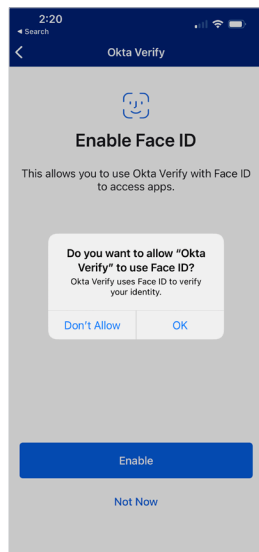 2:20
◄ Search
Okta Verify
Enable Face ID
This allows you to use Okta Verify with Face ID
to access apps.
Do you want to allow “Okta
Verify” to use Face ID?
Okta Verify uses Face ID to verify
your identity.
Don't Allow OK
Enable
Not Now